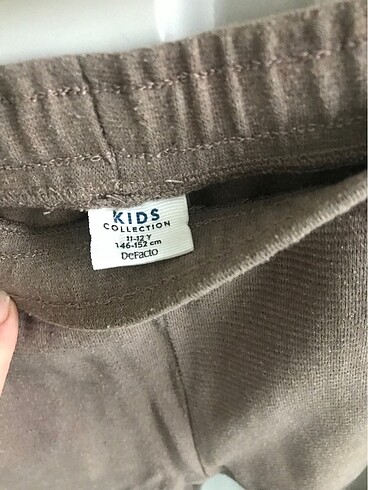 KIDS
COLLECTION
11-12 Y
146-152 cm
DeFacto